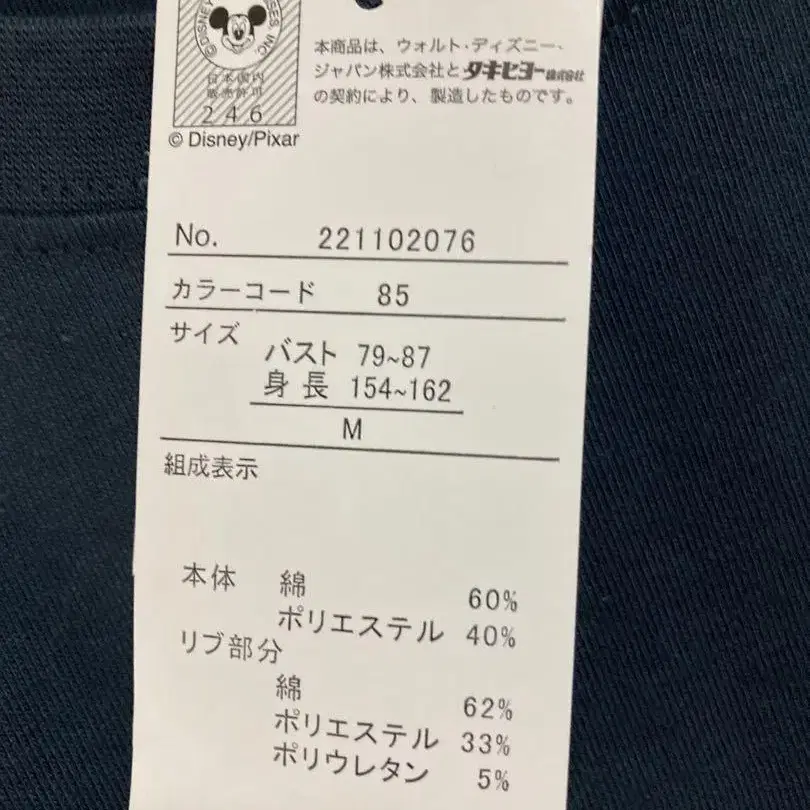 ©DISNEY
SES, INC.
日本国内
販売許可
246
© Disney/Pixar
本商品は、ウォルト・ディズニー・
ジャパン株式会社とタキヒヨー株式会社
の契約により、製造したものです。
No. 221102076
カラーコード 85
サイズ
バスト 79~87
身長 154~162
M
組成表示
本体 綿 60%
ポリエステル 40%
リブ部分
綿 62%
ポリエステル 33%
ポリウレタン 5%